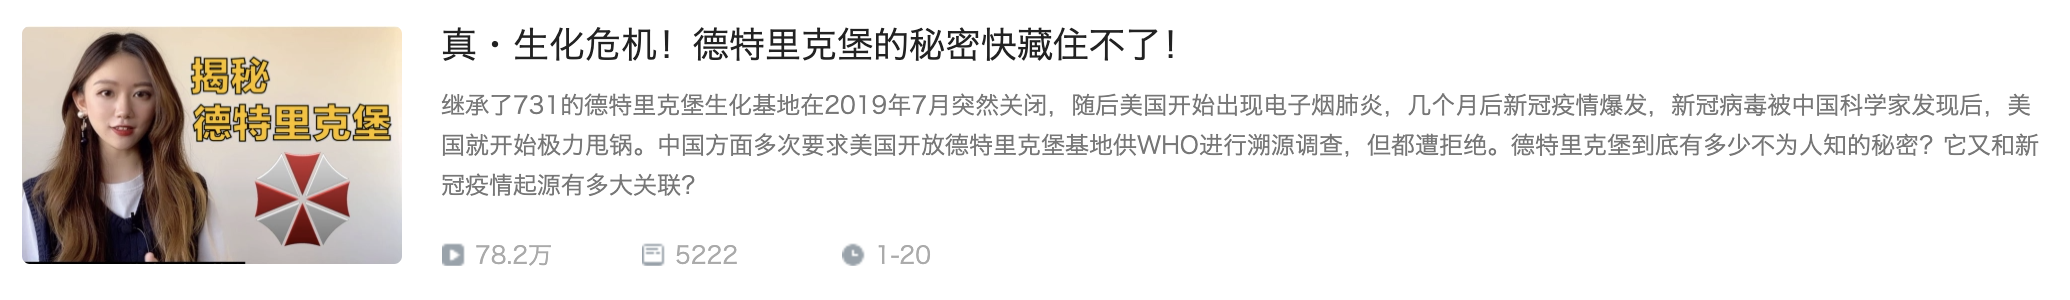 揭秘
德特里克堡
真·生化危机！德特里克堡的秘密快藏住不了！
继承了731的德特里克堡生化基地在2019年7月突然关闭，随后美国开始出现电子烟肺炎，几个月后新冠疫情爆发，新冠病毒被中国科学家发现后，美
国就开始极力甩锅。中国方面多次要求美国开放德特里克堡基地供WHO进行溯源调查，但都遭拒绝。德特里克堡到底有多少不为人知的秘密？它又和新
冠疫情起源有多大关联？
78.2万 5222 1-20